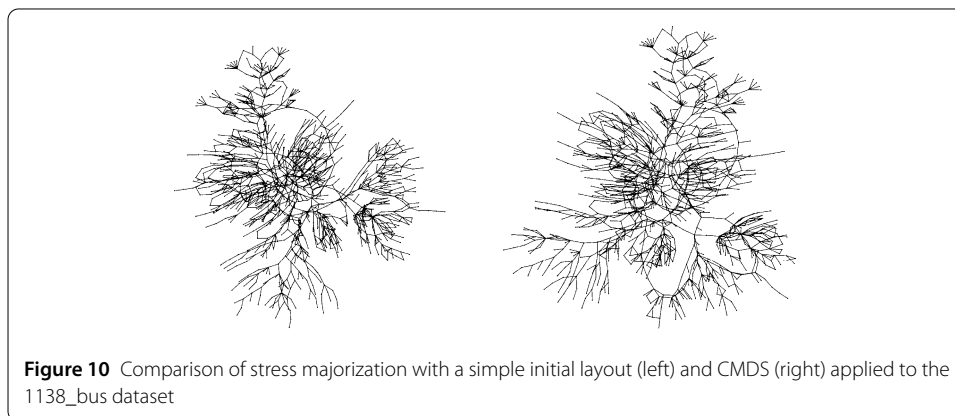 Figure 10 Comparison of stress majorization with a simple initial layout (left) and CMDS (right) applied to the
1138_bus dataset